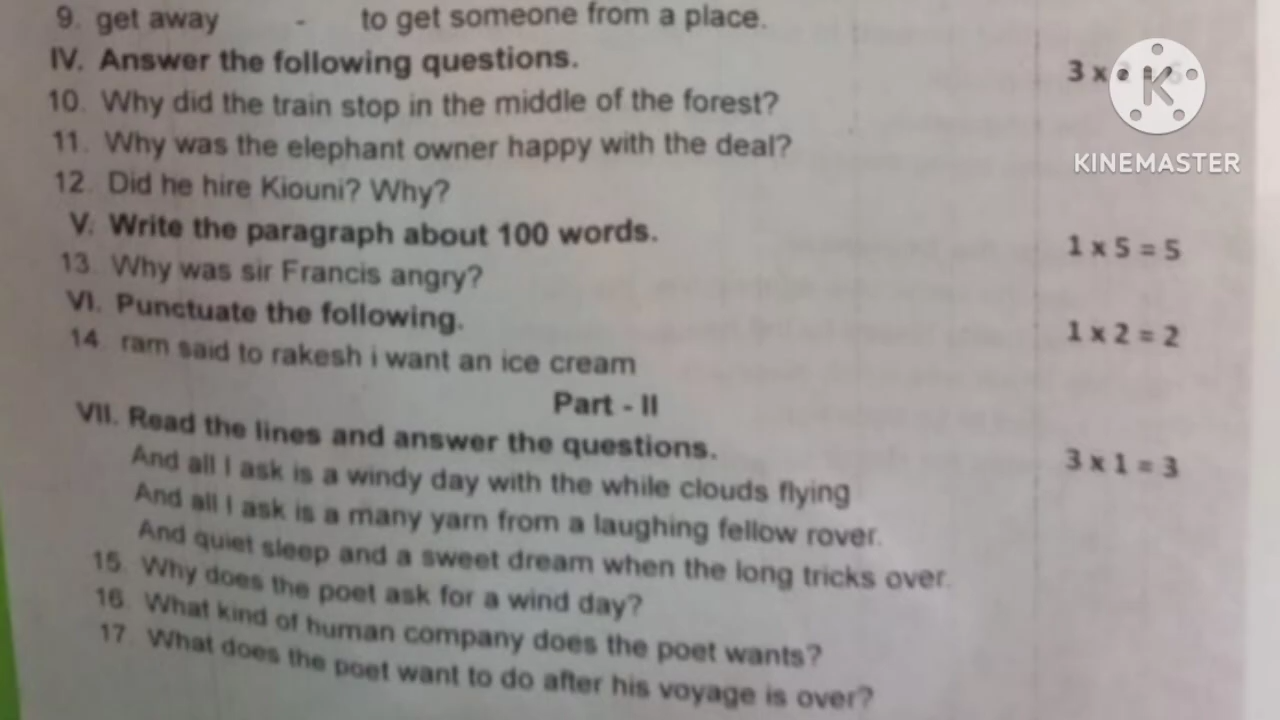 9. get away - to get someone from a place.
IV. Answer the following questions. 3 x
10. Why did the train stop in the middle of the forest?
11. Why was the elephant owner happy with the deal?
KINEMASTER
12. Did he hire Kiouni? Why?
V. Write the paragraph about 100 words. 1 x 5 = 5
13. Why was sir Francis angry?
VI. Punctuate the following. 1 x 2 = 2
14. ram said to rakesh i want an ice cream
Part - II
VII. Read the lines and answer the questions. 3 x 1 = 3
And all I ask is a windy day with the while clouds flying
And all I ask is a many yarn from a laughing fellow rover.
And quiet sleep and a sweet dream when the long tricks over.
15. Why does the poet ask for a wind day?
16. What kind of human company does the poet wants?
17. What does the poet want to do after his voyage is over?